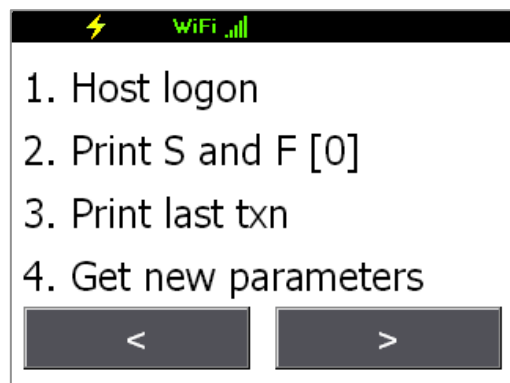 WiFi
1. Host logon
2. Print S and F [0]
3. Print last txn
4. Get new parameters
< >